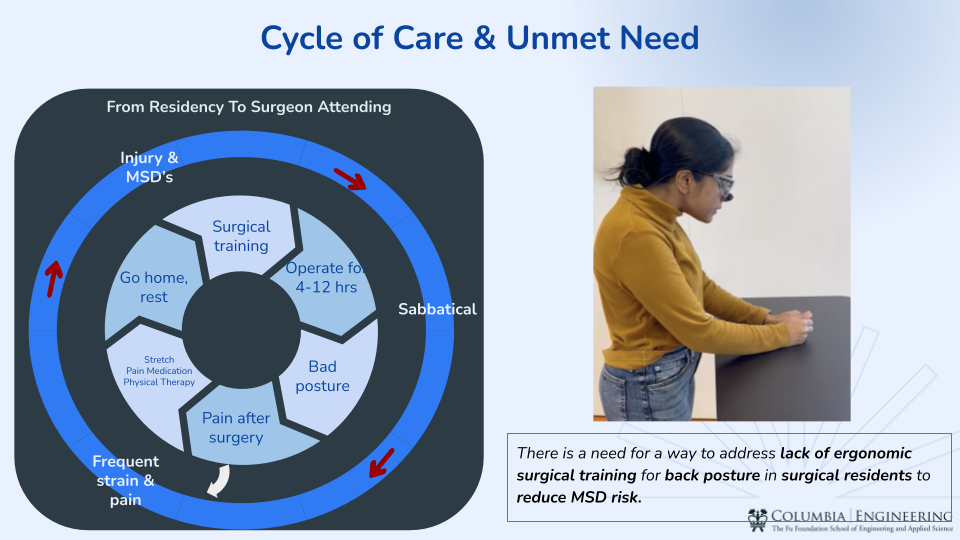 Cycle of Care & Unmet Need
From Residency To Surgeon Attending
Injury &
MSD's
Surgical
training
Operate for
4-12 hrs
Go home,
rest
Sabbatical
Stretch
Pain Medication
Physical Therapy
Bad
posture
Pain after
surgery
Frequent
strain &
pain
There is a need for a way to address lack of ergonomic
surgical training for back posture in surgical residents to
reduce MSD risk.
COLUMBIA | ENGINEERING
The Fu Foundation School of Engineering and Applied Science